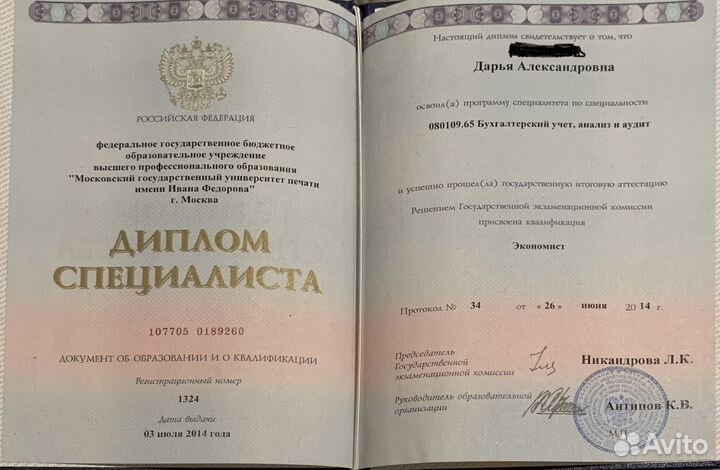 РОССИЙСКАЯ ФЕДЕРАЦИЯ
федеральное государственное бюджетное
образовательное учреждение
высшего профессионального образования
"Московский государственный университет печати
имени Ивана Федорова"
г. Москва
ДИПЛОМ
СПЕЦИАЛИСТА
107705 0189260
ДОКУМЕНТ ОБ ОБРАЗОВАНИИ И О КВАЛИФИКАЦИИ
Регистрационный номер
1324
Дата выдачи
03 июля 2014 года
Настоящий диплом свидетельствует о том, что
Дарья Александровна
освоил(а) программу специалитета по специальности
080109.65 Бухгалтерский учет, анализ и аудит
и успешно прошел(ла) государственную итоговую аттестацию
Решением Государственной экзаменационной комиссии
присвоена квалификация
Экономист
Протокол № 34 от « 26 » июня 2014 г.
Председатель
Государственной
экзаменационной комиссии
Никандрова Л.К.
Руководитель образовательной
организации
Антипов К.В.
М.П.
Avito